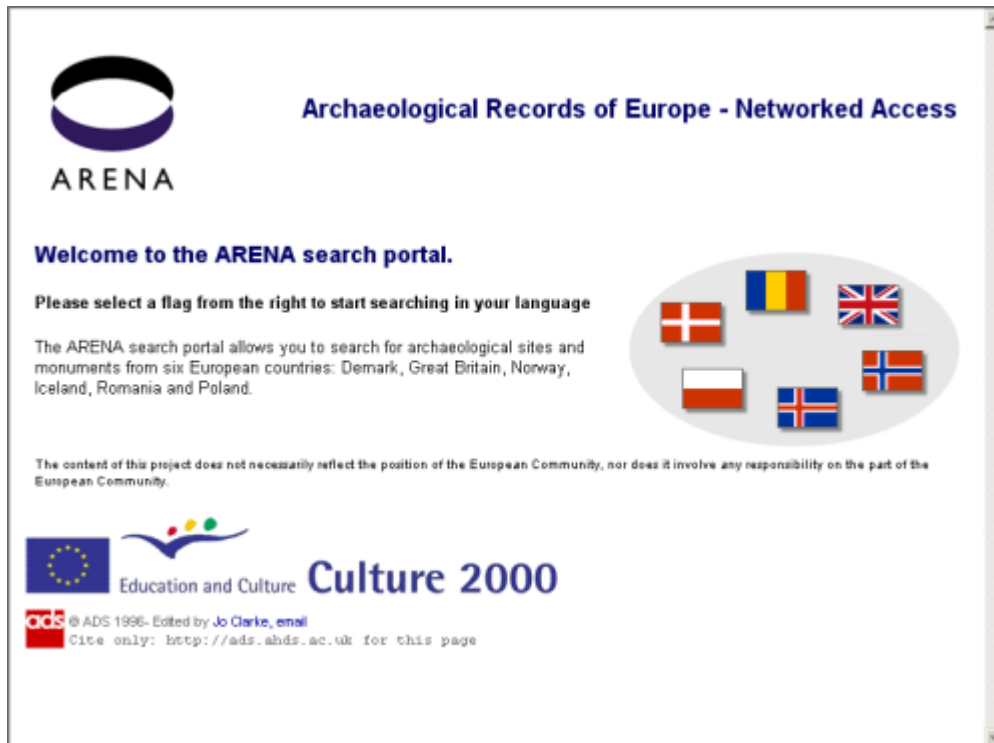 Archaeological Records of Europe - Networked Access
ARENA
Welcome to the ARENA search portal.
Please select a flag from the right to start searching in your language
The ARENA search portal allows you to search for archaeological sites and
monuments from six European countries: Demark, Great Britain, Norway,
Iceland, Romania and Poland.
The content of this project does not necessarily reflect the position of the European Community, nor does it involve any responsibility on the part of the
European Community.
Education and Culture Culture 2000
ads © ADS 1996- Edited by Jo Clarke, email
Cite only: http://ads.ahds.ac.uk for this page